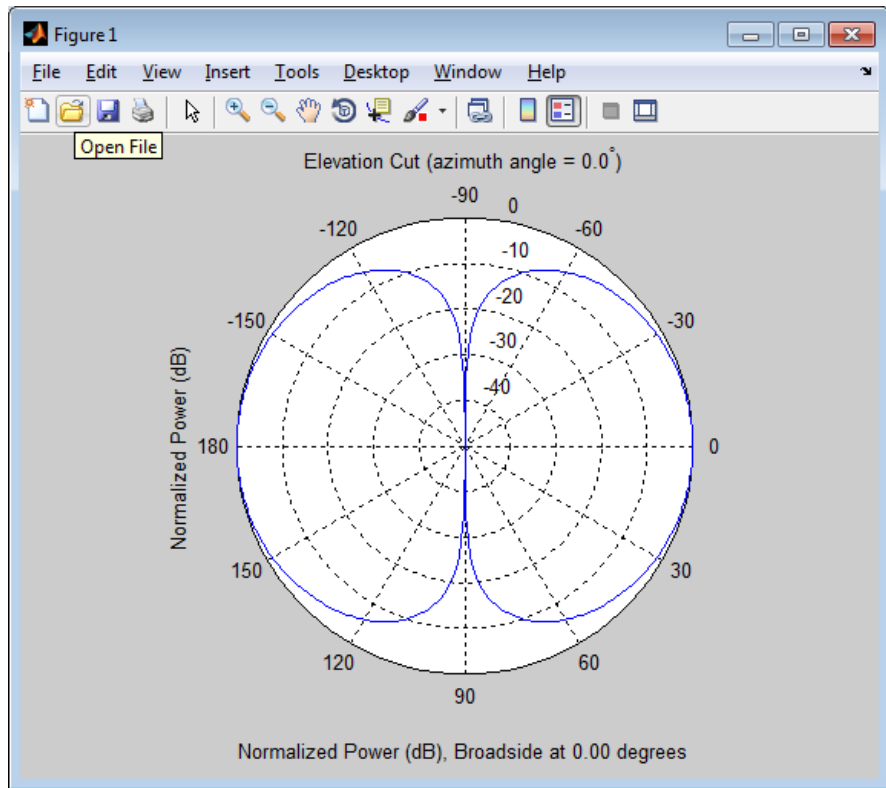 Figure 1
File Edit View Insert Tools Desktop Window Help
Open File
Elevation Cut (azimuth angle = 0.0°)
-90 0
-120 -60
-10
-20
-150 -30
-30
-40
Normalized Power (dB)
180 0
150 30
120 60
90
Normalized Power (dB), Broadside at 0.00 degrees